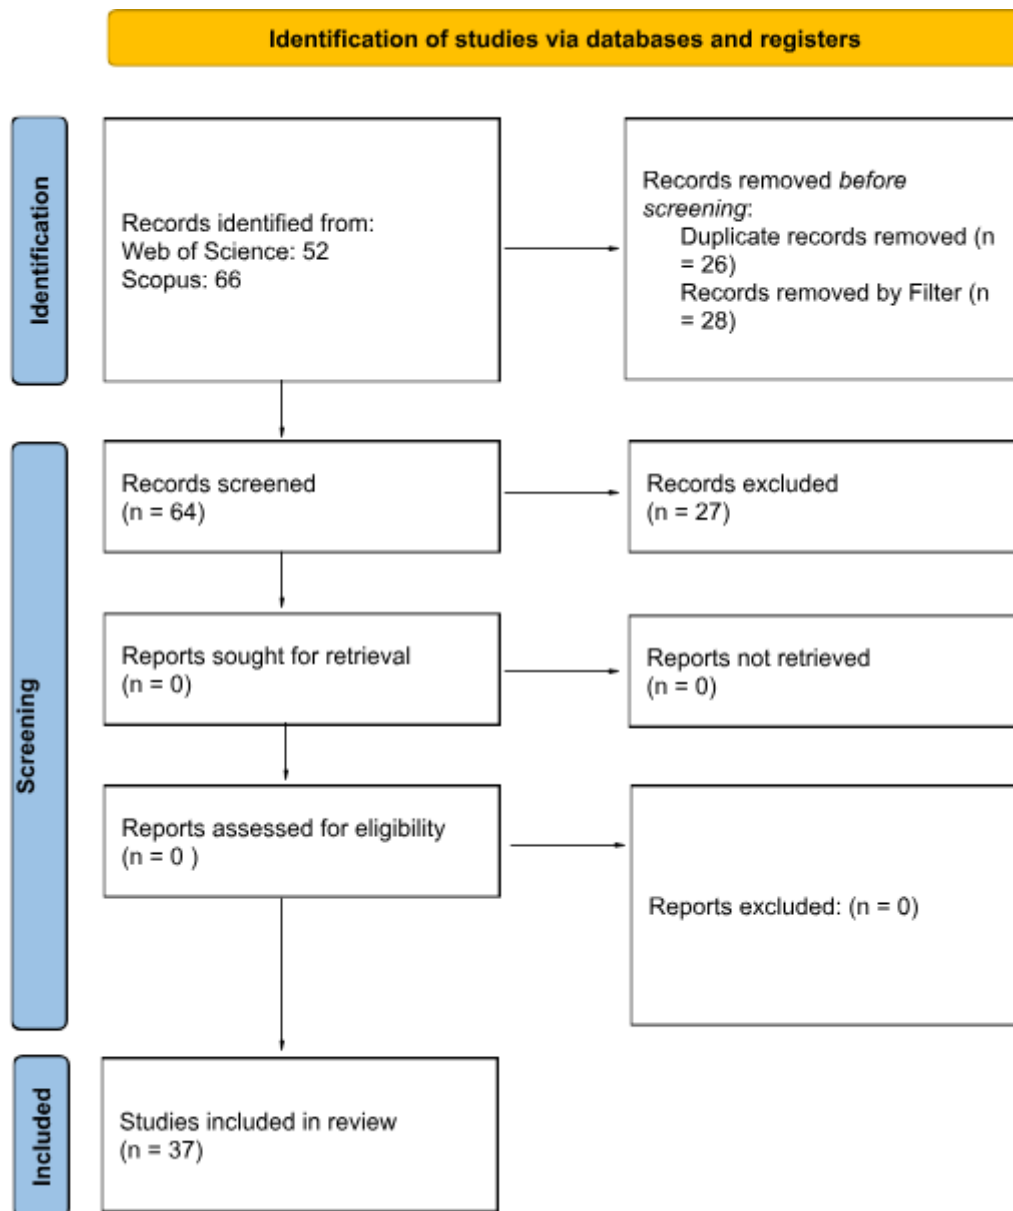 Identification of studies via databases and registers
Identification
Records identified from:
Web of Science: 52
Scopus: 66
Records removed before
screening:
Duplicate records removed (n
= 26)
Records removed by Filter (n
= 28)
Screening
Records screened
(n = 64)
Records excluded
(n = 27)
Reports sought for retrieval
(n = 0)
Reports not retrieved
(n = 0)
Reports assessed for eligibility
(n = 0 )
Reports excluded: (n = 0)
Included
Studies included in review
(n = 37)